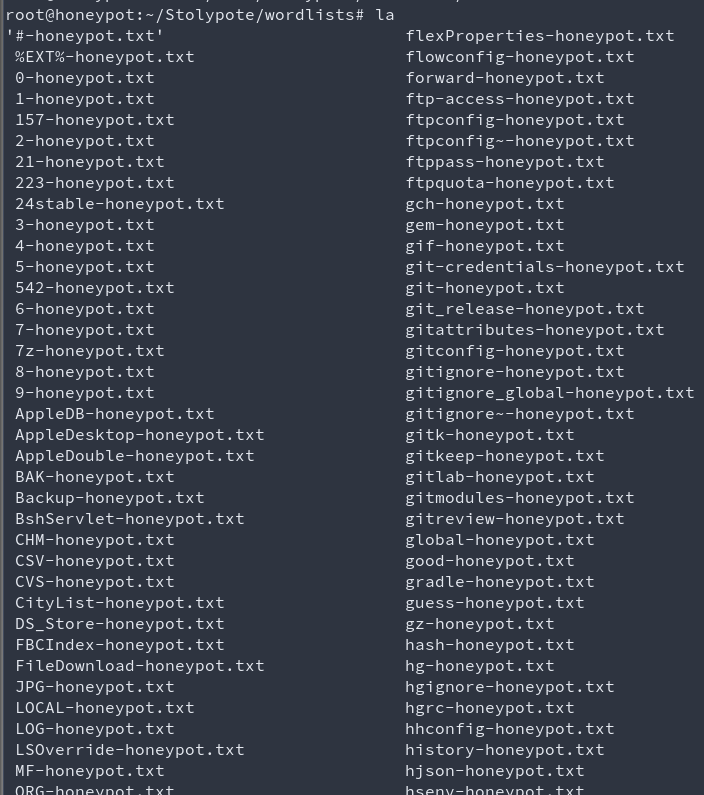 root@honeypot:~/Stolypote/wordlists# la
'#-honeypot.txt' flexProperties-honeypot.txt
%EXT%-honeypot.txt flowconfig-honeypot.txt
0-honeypot.txt forward-honeypot.txt
1-honeypot.txt ftp-access-honeypot.txt
157-honeypot.txt ftpconfig-honeypot.txt
2-honeypot.txt ftpconfig~-honeypot.txt
21-honeypot.txt ftppass-honeypot.txt
223-honeypot.txt ftpquota-honeypot.txt
24stable-honeypot.txt gch-honeypot.txt
3-honeypot.txt gem-honeypot.txt
4-honeypot.txt gif-honeypot.txt
5-honeypot.txt git-credentials-honeypot.txt
542-honeypot.txt git-honeypot.txt
6-honeypot.txt git_release-honeypot.txt
7-honeypot.txt gitattributes-honeypot.txt
7z-honeypot.txt gitconfig-honeypot.txt
8-honeypot.txt gitignore-honeypot.txt
9-honeypot.txt gitignore_global-honeypot.txt
AppleDB-honeypot.txt gitignore~-honeypot.txt
AppleDesktop-honeypot.txt gitk-honeypot.txt
AppleDouble-honeypot.txt gitkeep-honeypot.txt
BAK-honeypot.txt gitlab-honeypot.txt
Backup-honeypot.txt gitmodules-honeypot.txt
BshServlet-honeypot.txt gitreview-honeypot.txt
CHM-honeypot.txt global-honeypot.txt
CSV-honeypot.txt good-honeypot.txt
CVS-honeypot.txt gradle-honeypot.txt
CityList-honeypot.txt guess-honeypot.txt
DS_Store-honeypot.txt gz-honeypot.txt
FBCIndex-honeypot.txt hash-honeypot.txt
FileDownload-honeypot.txt hg-honeypot.txt
JPG-honeypot.txt hgignore-honeypot.txt
LOCAL-honeypot.txt hgrc-honeypot.txt
LOG-honeypot.txt hhconfig-honeypot.txt
LSOverride-honeypot.txt history-honeypot.txt
MF-honeypot.txt hjson-honeypot.txt
ORG-honeypot.txt hsenv-honeypot.txt